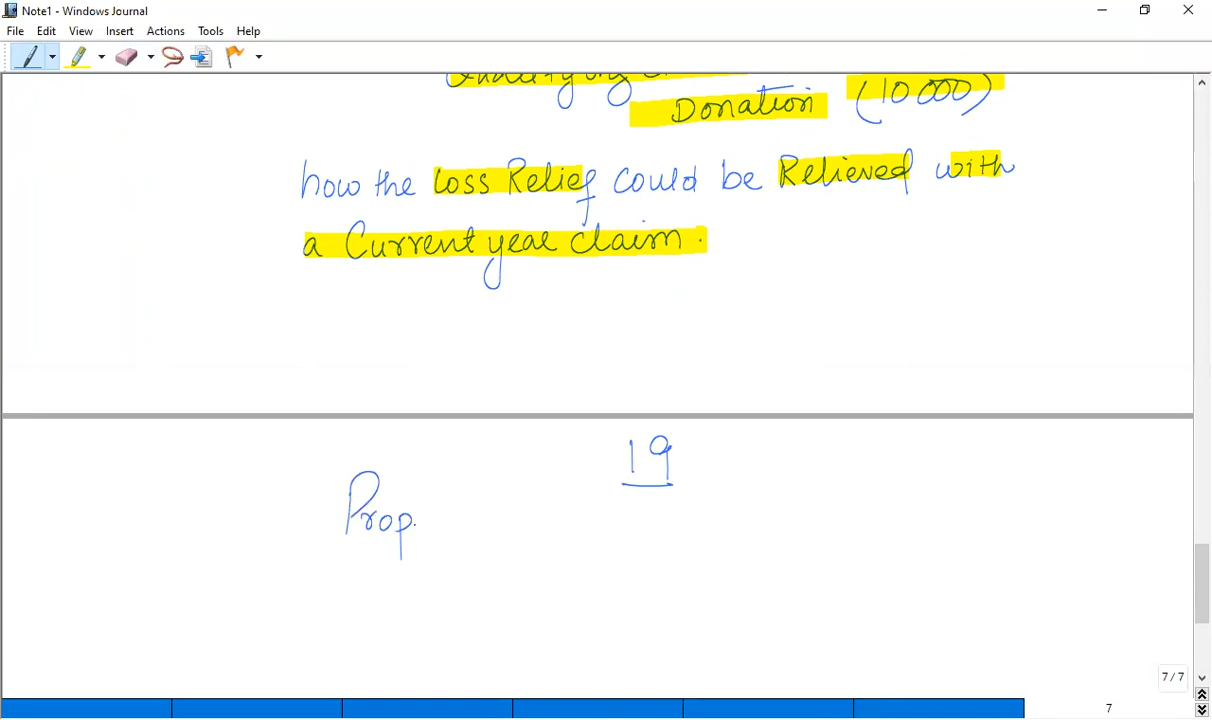 Note1 - Windows Journal
File Edit View Insert Actions Tools Help
Donation (10 000)
how the loss Relief could be Relieved with
a Current year claim.
19
Prop.
7 / 7
7